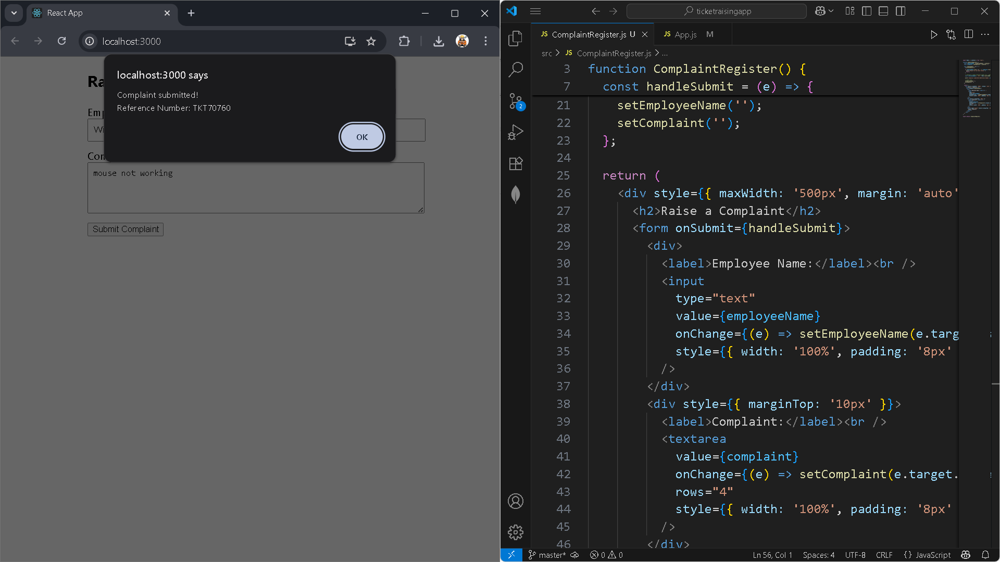 React App
localhost:3000
localhost:3000 says
Complaint submitted!
Reference Number: TKT70760
OK
Ra
Emp
Wi
Com
mouse not working
Submit Complaint
ticketraisingapp
JS ComplaintRegister.js U
JS App.js M
src > JS ComplaintRegister.js > ...
3 function ComplaintRegister() {
7 const handleSubmit = (e) => {
21 setEmployeeName('');
22 setComplaint('');
23 };
24
25 return (
26 <div style={{ maxWidth: '500px', margin: 'auto'
27 <h2>Raise a Complaint</h2>
28 <form onSubmit={handleSubmit}>
29 <div>
30 <label>Employee Name:</label><br />
31 <input
32 type="text"
33 value={employeeName}
34 onChange={(e) => setEmployeeName(e.targ
35 style={{ width: '100%', padding: '8px'
36 />
37 </div>
38 <div style={{ marginTop: '10px' }}>
39 <label>Complaint:</label><br />
40 <textarea
41 value={complaint}
42 onChange={(e) => setComplaint(e.target.
43 rows="4"
44 style={{ width: '100%', padding: '8px'
45 />
46 </div>
2
master* 0 0 Ln 56, Col 1 Spaces: 4 UTF-8 CRLF {} JavaScript